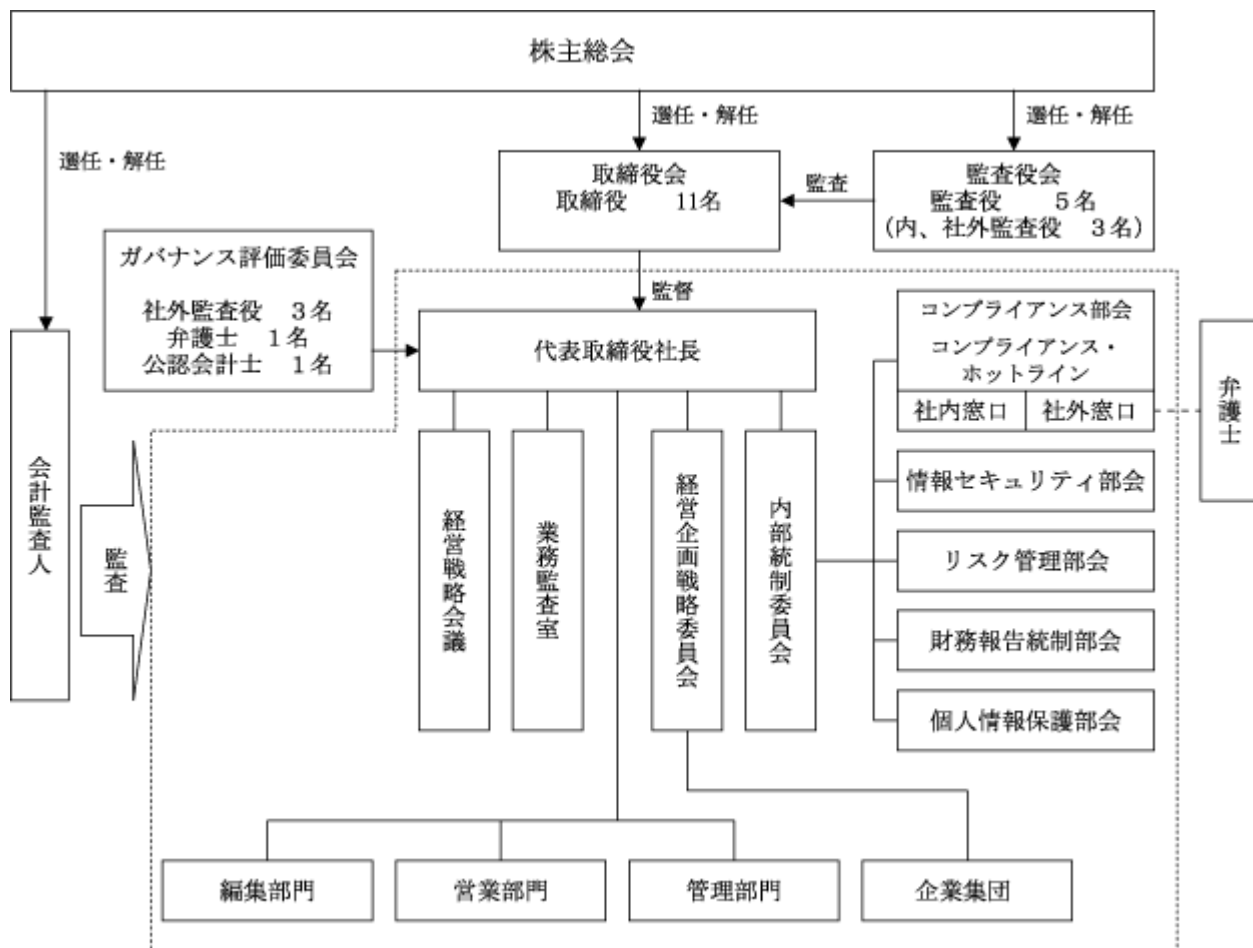 株主総会
選任・解任
選任・解任
選任・解任
取締役会
取締役　　11名
監査
監査役会
監査役　　５名
(内、社外監査役　３名)
ガバナンス評価委員会
社外監査役　３名
弁護士　１名
公認会計士　１名
監督
代表取締役社長
コンプライアンス部会
コンプライアンス・
ホットライン
社内窓口
社外窓口
弁護士
会計監査人
監査
経営戦略会議
業務監査室
経営企画戦略委員会
内部統制委員会
情報セキュリティ部会
リスク管理部会
財務報告統制部会
個人情報保護部会
編集部門
営業部門
管理部門
企業集団